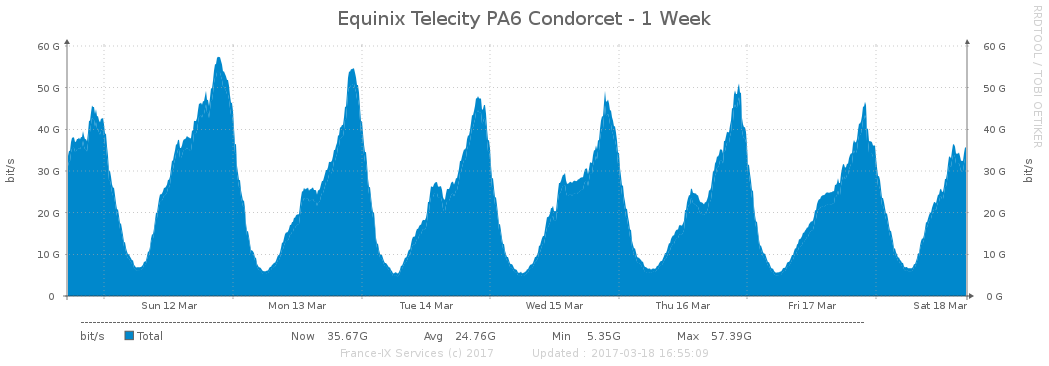 Equinix Telecity PA6 Condorcet - 1 Week
RRDTOOL / TOBI OETIKER
60 G 60 G
50 G 50 G
40 G 40 G
30 G 30 G
20 G 20 G
10 G 10 G
0 0 G
bit/s bit/s
Sun 12 Mar Mon 13 Mar Tue 14 Mar Wed 15 Mar Thu 16 Mar Fri 17 Mar Sat 18 Mar
bit/s Total Now 35.67G Avg 24.76G Min 5.35G Max 57.39G
France-IX Services (c) 2017 Updated : 2017-03-18 16:55:09